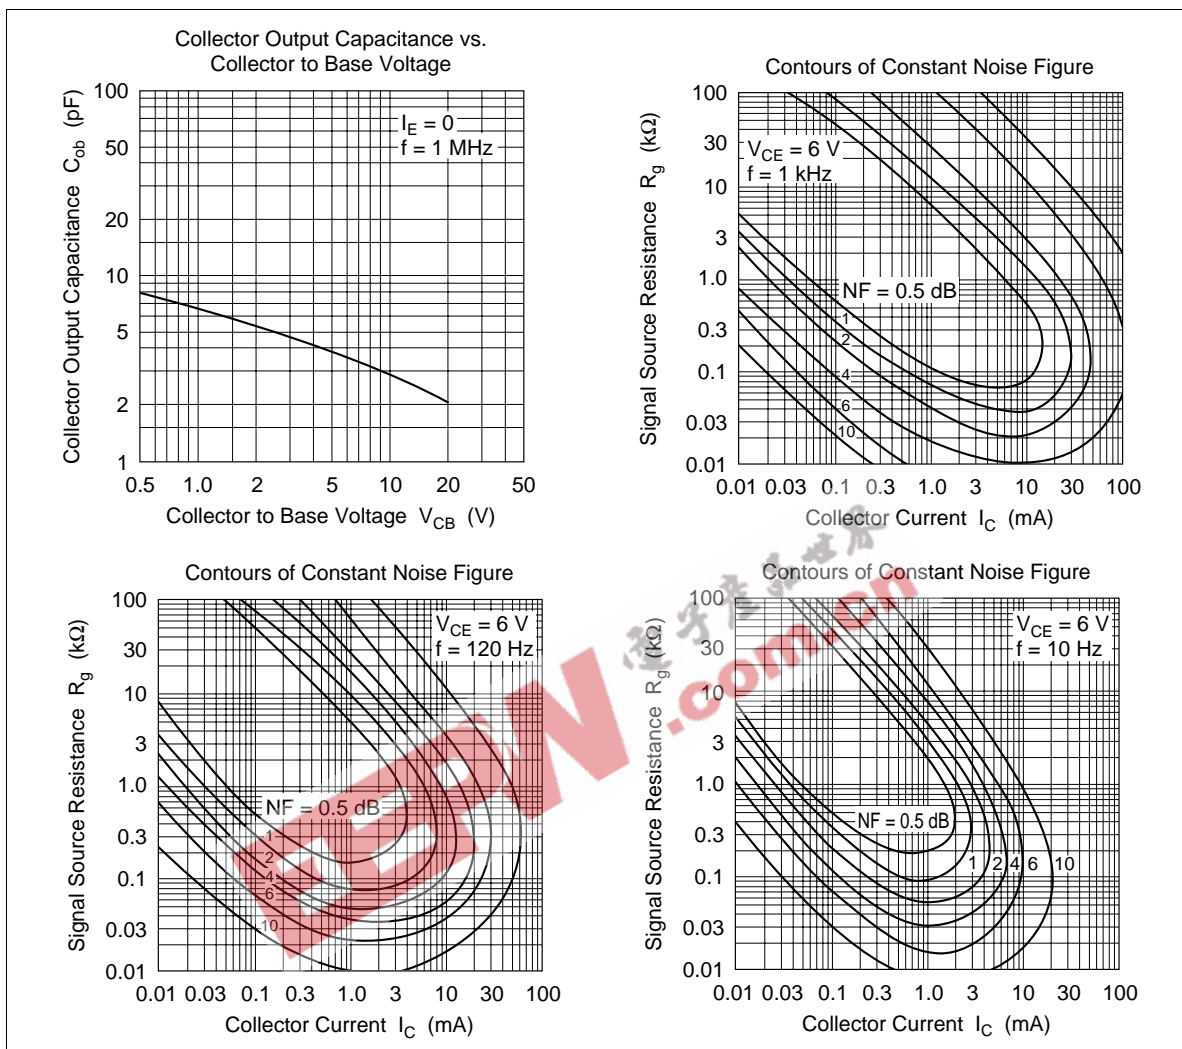 Collector Output Capacitance vs.
Collector to Base Voltage
Collector Output Capacitance C_ob (pF)
100
50
20
10
5
2
1
I_E = 0
f = 1 MHz
0.5 1.0 2 5 10 20 50
Collector to Base Voltage V_CB (V)
Contours of Constant Noise Figure
Signal Source Resistance R_g (kΩ)
100
30
10
3
1.0
0.3
0.1
0.03
0.01
V_CE = 6 V
f = 1 kHz
NF = 0.5 dB
1
2
4
6
10
0.01 0.03 0.1 0.3 1.0 3 10 30 100
Collector Current I_C (mA)
Contours of Constant Noise Figure
Signal Source Resistance R_g (kΩ)
100
30
10
3
1.0
0.3
0.1
0.03
0.01
V_CE = 6 V
f = 120 Hz
NF = 0.5 dB
1
2
4
6
10
0.01 0.03 0.1 0.3 1.0 3 10 30 100
Collector Current I_C (mA)
Contours of Constant Noise Figure
Signal Source Resistance R_g (kΩ)
100
30
10
3
1.0
0.3
0.1
0.03
0.01
V_CE = 6 V
f = 10 Hz
NF = 0.5 dB
1 2 4 6 10
0.01 0.03 0.1 0.3 1.0 3 10 30 100
Collector Current I_C (mA)
EEPW.com.cn
電子產品世界